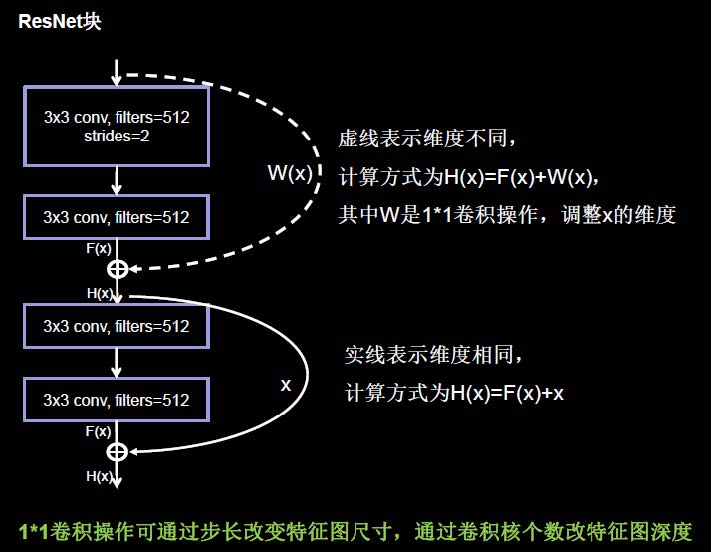 ResNet块
3x3 conv, filters=512
strides=2
W(x)
虚线表示维度不同，
计算方式为H(x)=F(x)+W(x)，
其中W是1*1卷积操作，调整x的维度
3x3 conv, filters=512
F(x)
H(x)
3x3 conv, filters=512
实线表示维度相同，
x
计算方式为H(x)=F(x)+x
3x3 conv, filters=512
F(x)
H(x)
1*1卷积操作可通过步长改变特征图尺寸，通过卷积核个数改特征图深度